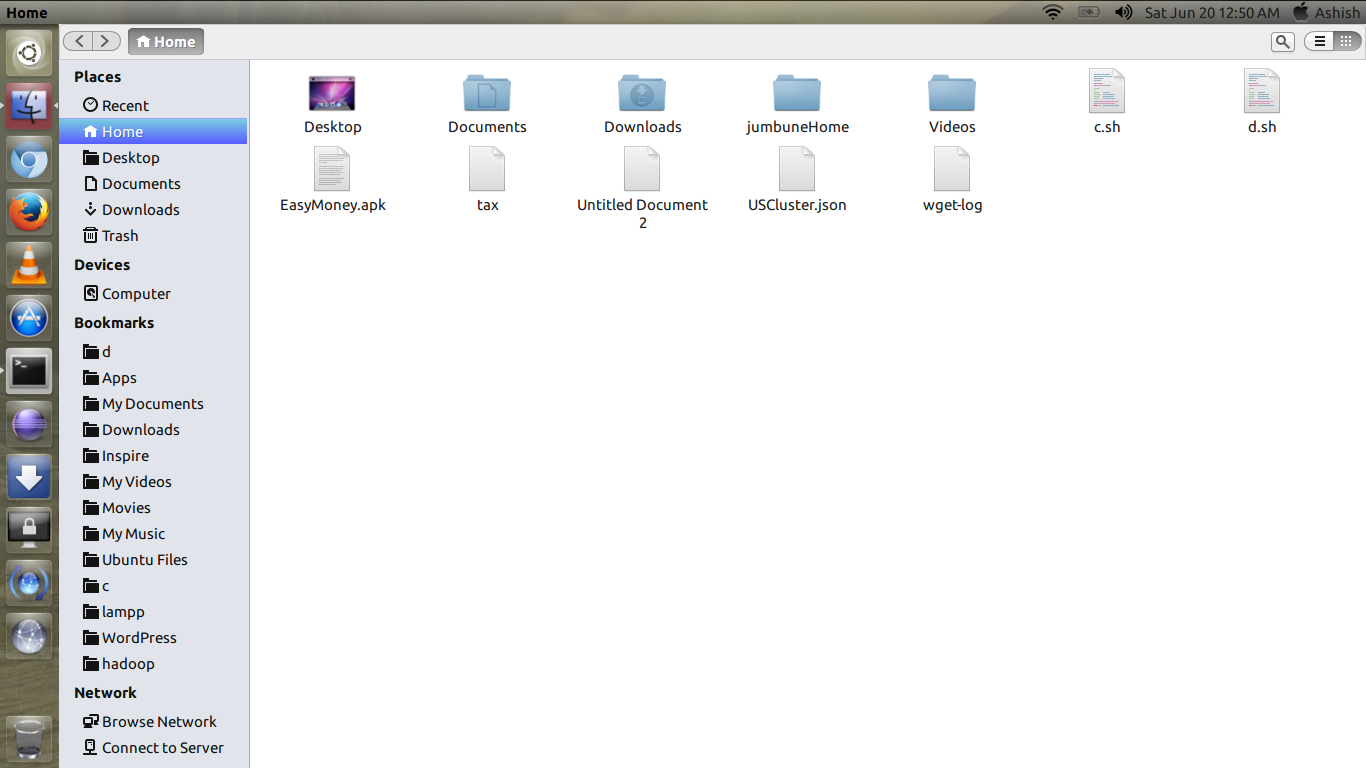 Home
Sat Jun 20 12:50 AM
Ashish
Home
Places
Recent
Home
Desktop
Documents
Downloads
Trash
Devices
Computer
Bookmarks
d
Apps
My Documents
Downloads
Inspire
My Videos
Movies
My Music
Ubuntu Files
c
lampp
WordPress
hadoop
Network
Browse Network
Connect to Server
Desktop
Documents
Downloads
jumbuneHome
Videos
c.sh
d.sh
EasyMoney.apk
tax
Untitled Document
2
USCluster.json
wget-log